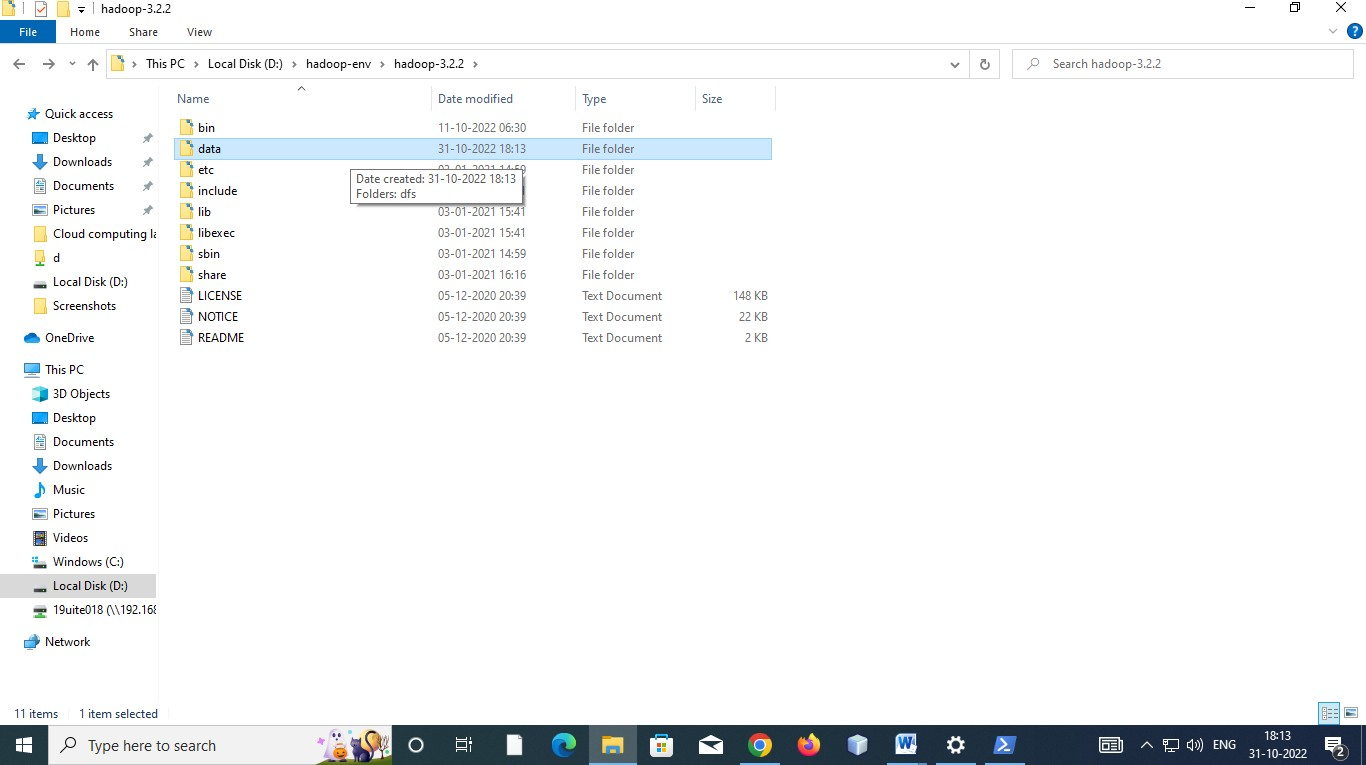 hadoop-3.2.2
File Home Share View
This PC Local Disk (D:) hadoop-env hadoop-3.2.2
Search hadoop-3.2.2
Name Date modified Type Size
bin 11-10-2022 06:30 File folder
data 31-10-2022 18:13 File folder
etc 03-01-2021 14:59 File folder
Date created: 31-10-2022 18:13
Folders: dfs
include File folder
lib 03-01-2021 15:41 File folder
libexec 03-01-2021 15:41 File folder
sbin 03-01-2021 14:59 File folder
share 03-01-2021 16:16 File folder
LICENSE 05-12-2020 20:39 Text Document 148 KB
NOTICE 05-12-2020 20:39 Text Document 22 KB
README 05-12-2020 20:39 Text Document 2 KB
Quick access
Desktop
Downloads
Documents
Pictures
Cloud computing la
d
Local Disk (D:)
Screenshots
OneDrive
This PC
3D Objects
Desktop
Documents
Downloads
Music
Pictures
Videos
Windows (C:)
Local Disk (D:)
19uite018 (\\192.168
Network
11 items 1 item selected
Type here to search
ENG
18:13
31-10-2022
2